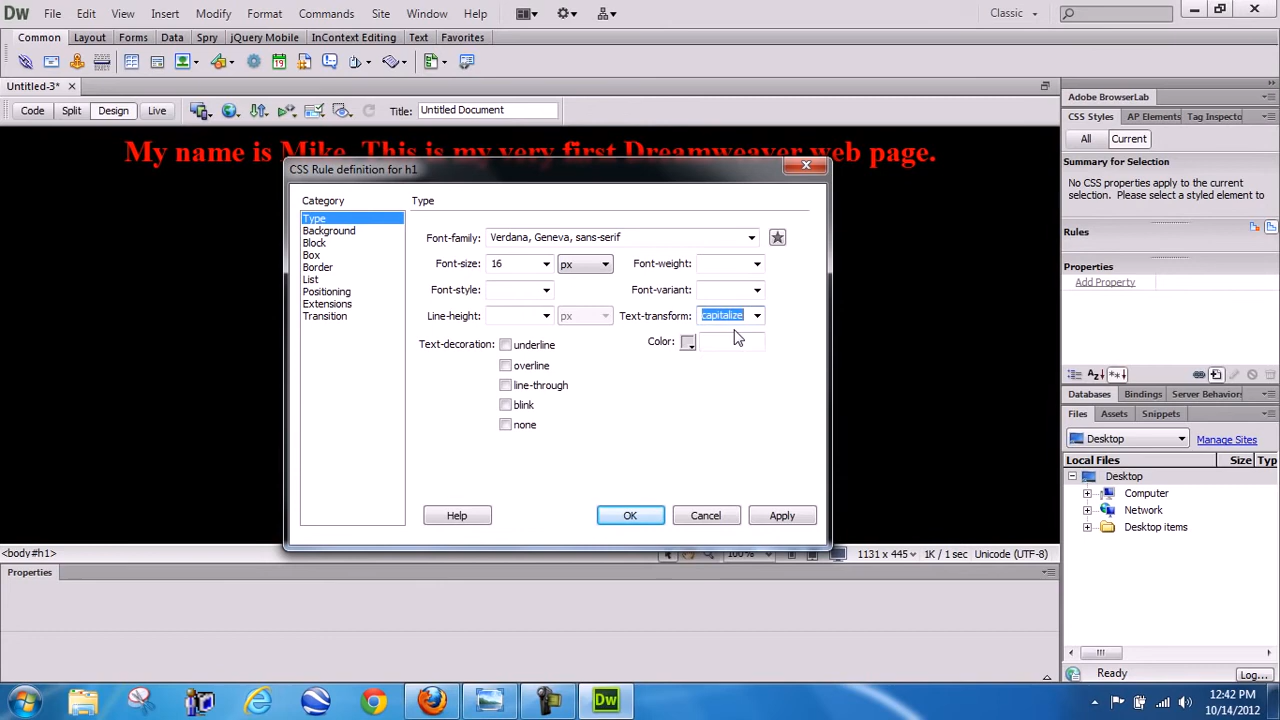 Dw File Edit View Insert Modify Format Commands Site Window Help Classic
Common Layout Forms Data Spry jQuery Mobile InContext Editing Text Favorites
Untitled-3* ×
Code Split Design Live Title: Untitled Document
My name is Mike. This is my very first Dreamweaver web page.
CSS Rule definition for h1
Category Type
Type
Background
Block
Box
Border
List
Positioning
Extensions
Transition
Font-family: Verdana, Geneva, sans-serif
Font-size: 16 px Font-weight:
Font-style: Font-variant:
Line-height: px Text-transform: capitalize
Color:
Text-decoration: underline
overline
line-through
blink
none
Help OK Cancel Apply
Adobe BrowserLab
CSS Styles AP Elements Tag Inspecto
All Current
Summary for Selection
No CSS properties apply to the current
selection. Please select a styled element to
Rules
Properties
Add Property
Databases Bindings Server Behaviors
Files Assets Snippets
Desktop Manage Sites
Local Files Size Typ
Desktop
Computer
Network
Desktop items
Ready Log...
<body#h1> 100% 1131 x 445 1K / 1 sec Unicode (UTF-8)
Properties
Dw
12:42 PM
10/14/2012